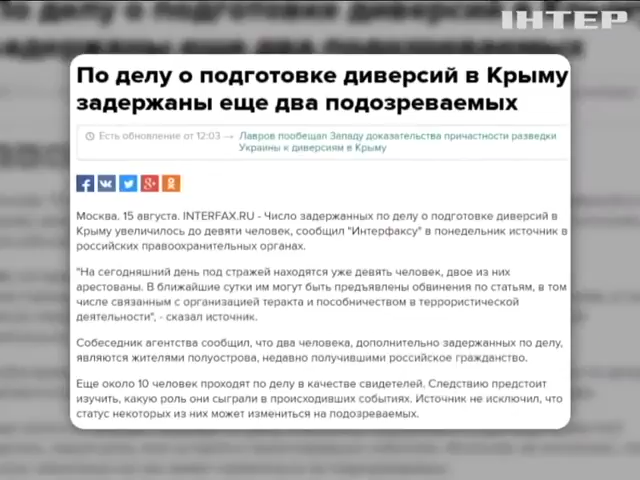 ІНТЕР
По делу о подготовке диверсий в Крыму
задержаны еще два подозреваемых
Есть обновление от 12:03 → Лавров пообещал Западу доказательства причастности разведки
Украины к диверсиям в Крыму
Москва. 15 августа. INTERFAX.RU - Число задержанных по делу о подготовке диверсий в
Крыму увеличилось до девяти человек, сообщил "Интерфаксу" в понедельник источник в
российских правоохранительных органах.
"На сегодняшний день под стражей находятся уже девять человек, двое из них
арестованы. В ближайшие сутки им могут быть предъявлены обвинения по статьям, в том
числе связанным с организацией теракта и пособничеством в террористической
деятельности", - сказал источник.
Собеседник агентства сообщил, что два человека, дополнительно задержанных по делу,
являются жителями полуострова, недавно получившими российское гражданство.
Еще около 10 человек проходят по делу в качестве свидетелей. Следствию предстоит
изучить, какую роль они сыграли в происходивших событиях. Источник не исключил, что
статус некоторых из них может измениться на подозреваемых.